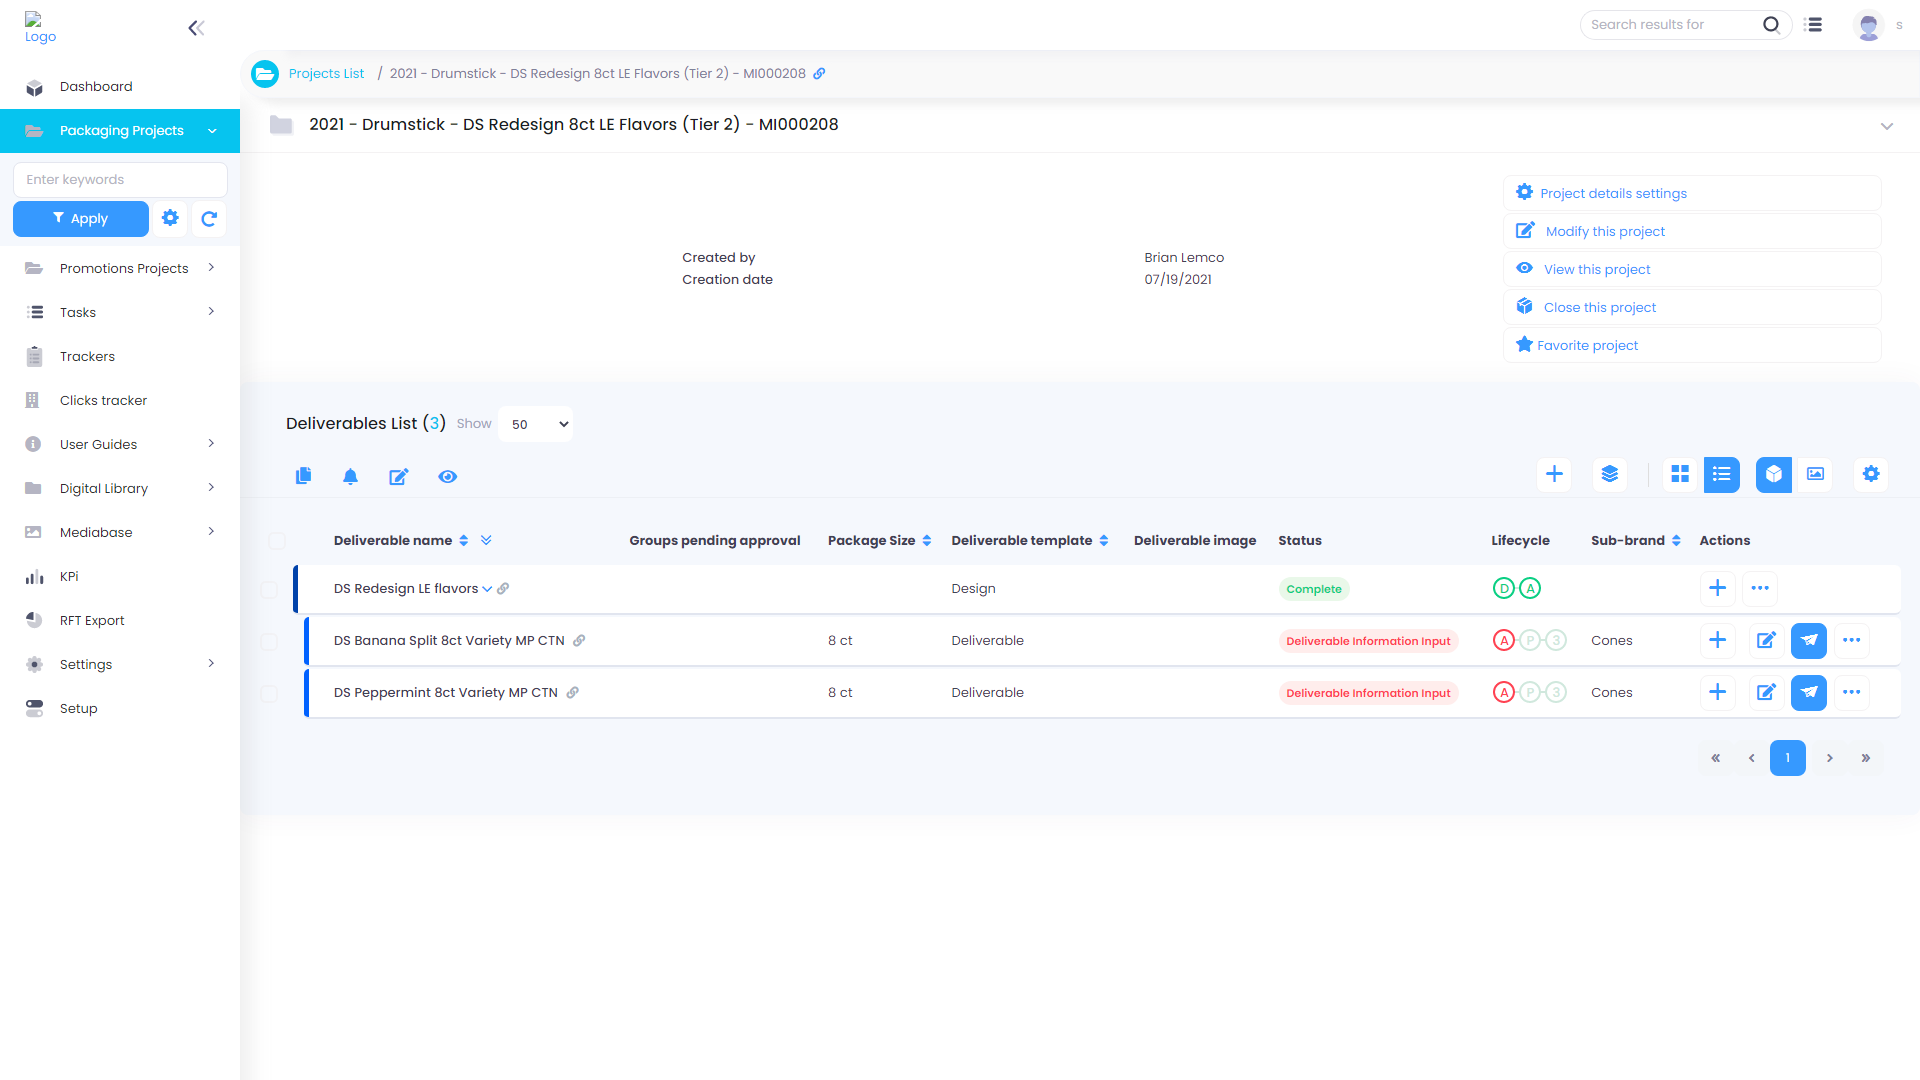 Logo
Search results for
s
Projects List / 2021 - Drumstick - DS Redesign 8ct LE Flavors (Tier 2) - MI000208
2021 - Drumstick - DS Redesign 8ct LE Flavors (Tier 2) - MI000208
Dashboard
Packaging Projects
Enter keywords
Apply
Promotions Projects
Tasks
Trackers
Clicks tracker
User Guides
Digital Library
Mediabase
KPi
RFT Export
Settings
Setup
Created by Brian Lemco
Creation date 07/19/2021
Project details settings
Modify this project
View this project
Close this project
Favorite project
Deliverables List (3) Show 50
Deliverable name Groups pending approval Package Size Deliverable template Deliverable image Status Lifecycle Sub-brand Actions
DS Redesign LE flavors Design Complete D A
DS Banana Split 8ct Variety MP CTN 8 ct Deliverable Deliverable Information Input A P 3 Cones
DS Peppermint 8ct Variety MP CTN 8 ct Deliverable Deliverable Information Input A P 3 Cones
« ‹ 1 › »